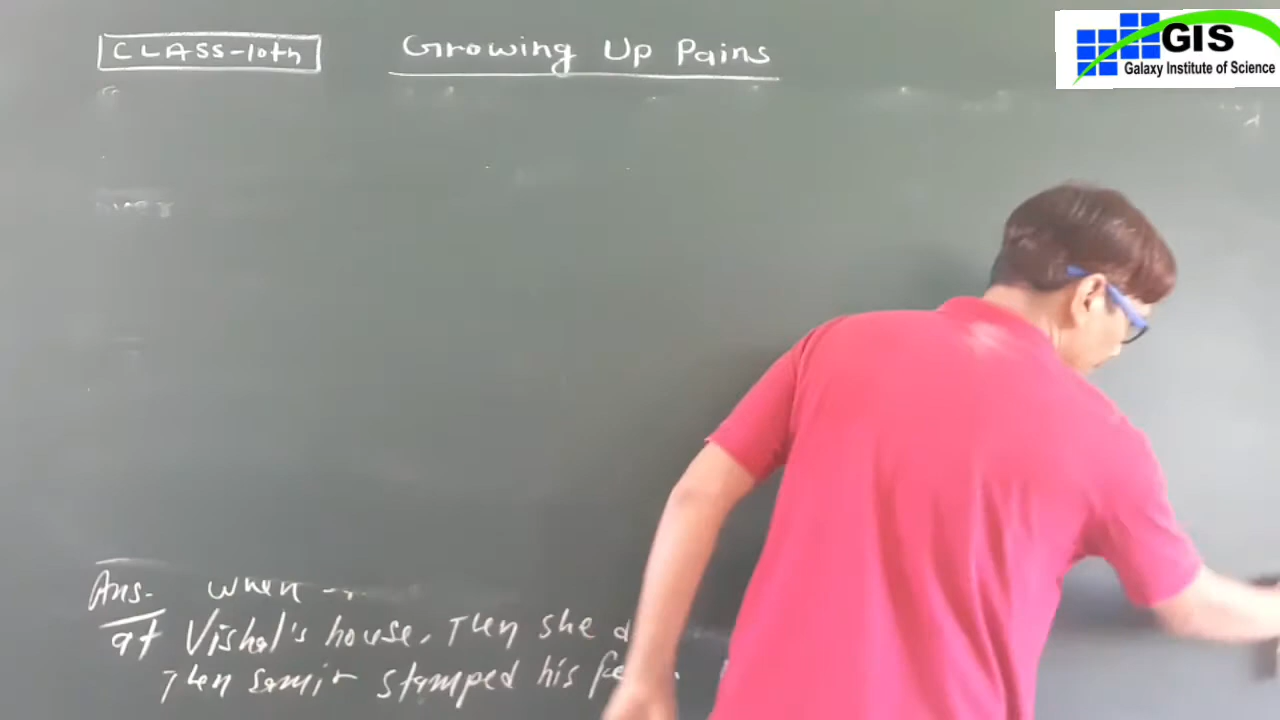 CLASS-10th
Growing Up Pains
GIS
Galaxy Institute of Science
Ans. when
at Vishal's house. Then she
Then Samir stamped his